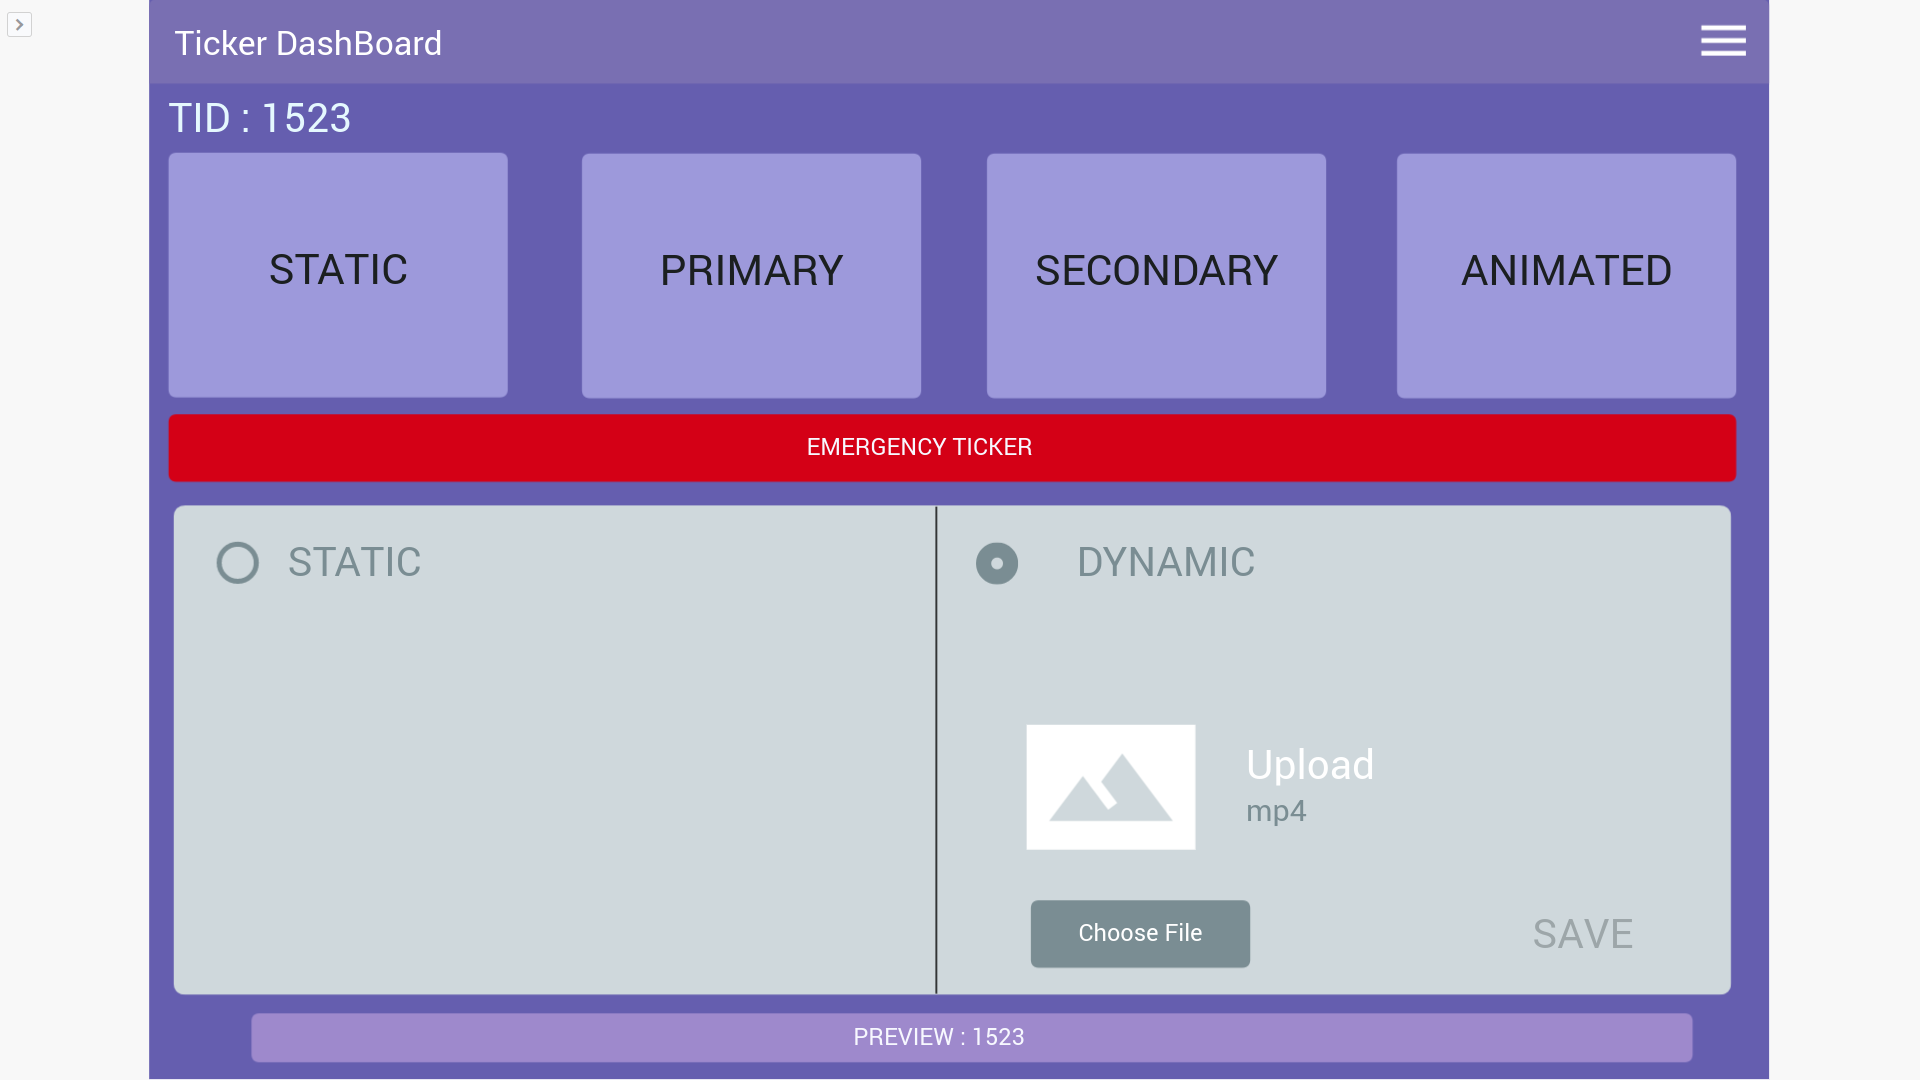 Ticker DashBoard
TID : 1523
STATIC
PRIMARY
SECONDARY
ANIMATED
EMERGENCY TICKER
STATIC
DYNAMIC
Upload
mp4
Choose File
SAVE
PREVIEW : 1523